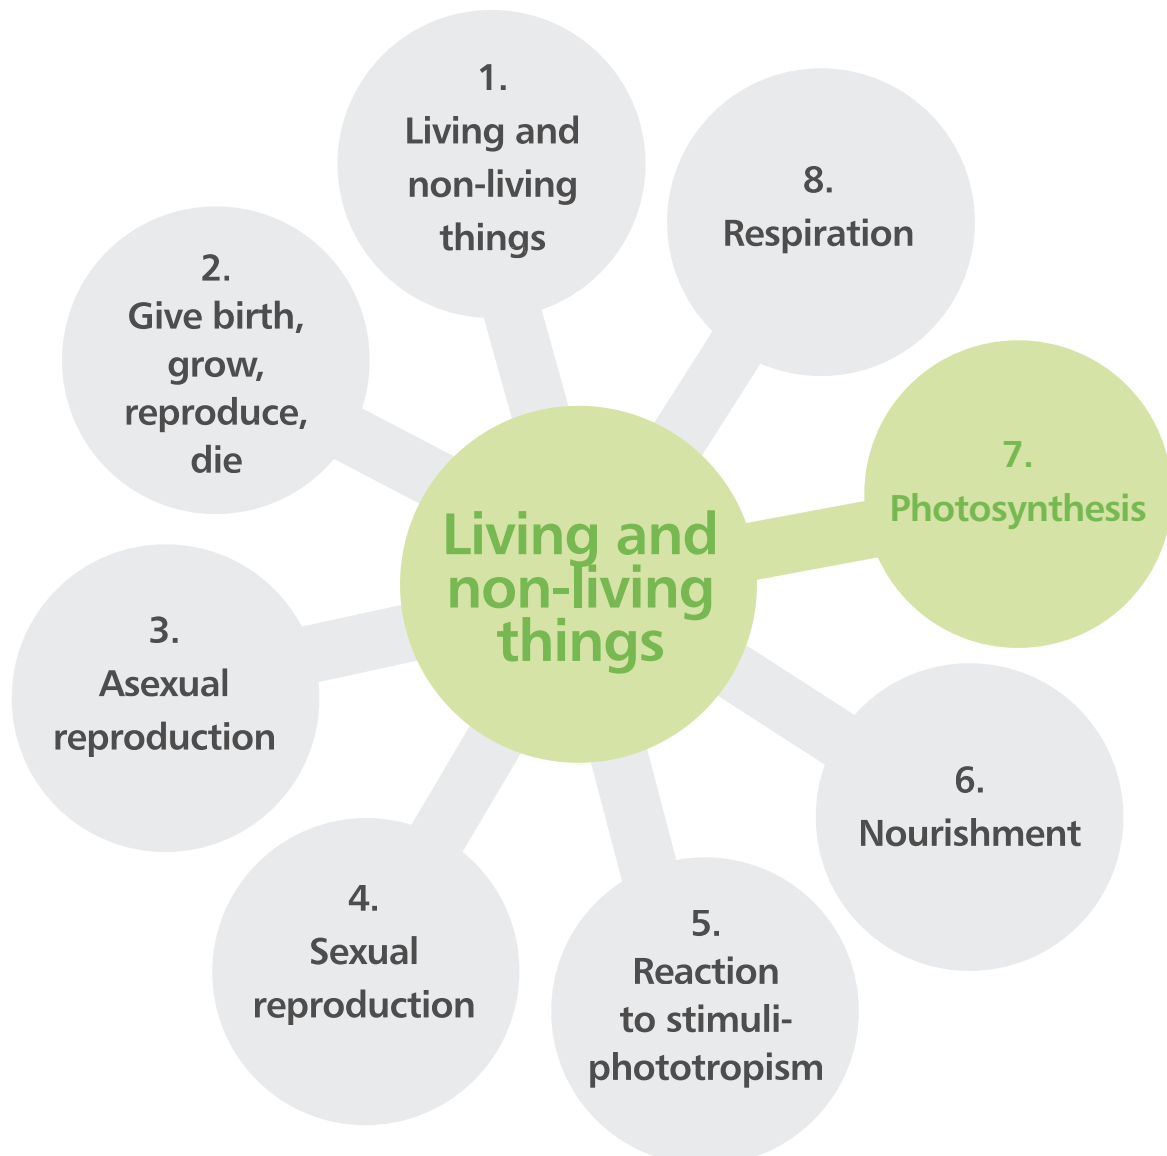 Living and
non-living
things
1.
Living and
non-living
things
2.
Give birth,
grow,
reproduce,
die
3.
Asexual
reproduction
4.
Sexual
reproduction
5.
Reaction
to stimuli-
phototropism
6.
Nourishment
7.
Photosynthesis
8.
Respiration